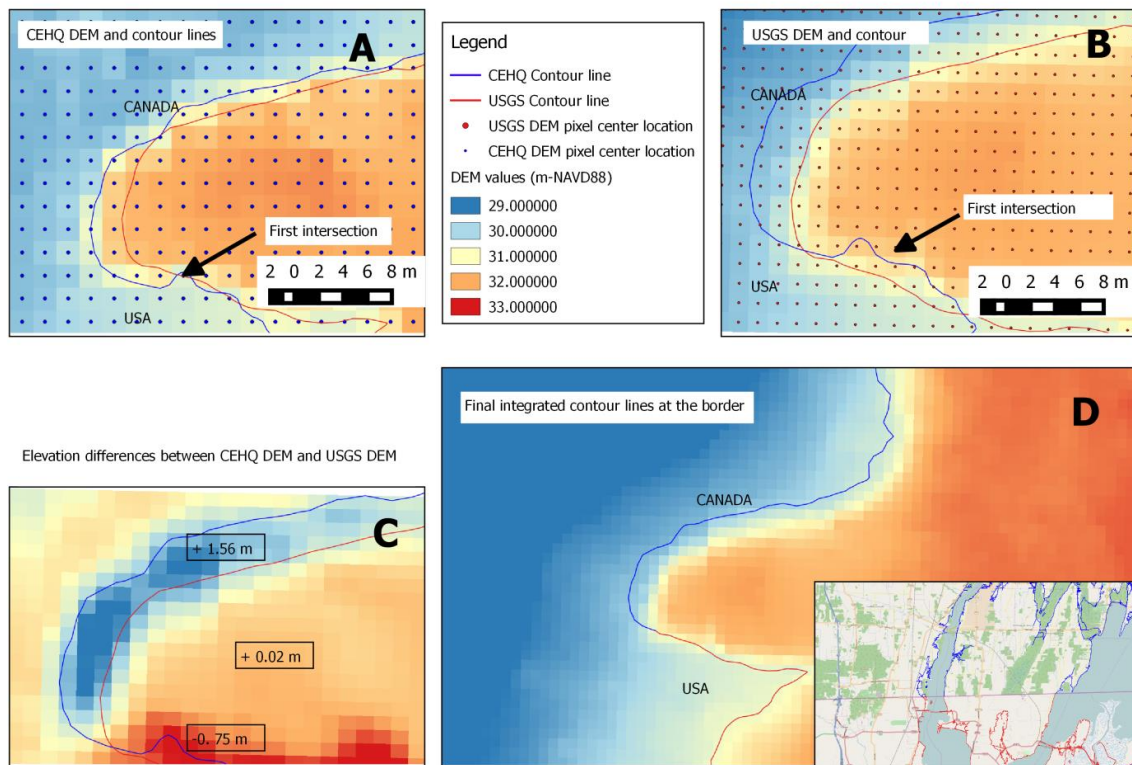 CEHQ DEM and contour lines
A
CANADA
First intersection
2 0 2 4 6 8 m
USA
Legend
CEHQ Contour line
USGS Contour line
USGS DEM pixel center location
CEHQ DEM pixel center location
DEM values (m-NAVD88)
29.000000
30.000000
31.000000
32.000000
33.000000
USGS DEM and contour
B
CANADA
First intersection
2 0 2 4 6 8 m
USA
Elevation differences between CEHQ DEM and USGS DEM
C
+ 1.56 m
+ 0.02 m
-0. 75 m
Final integrated contour lines at the border
D
CANADA
USA